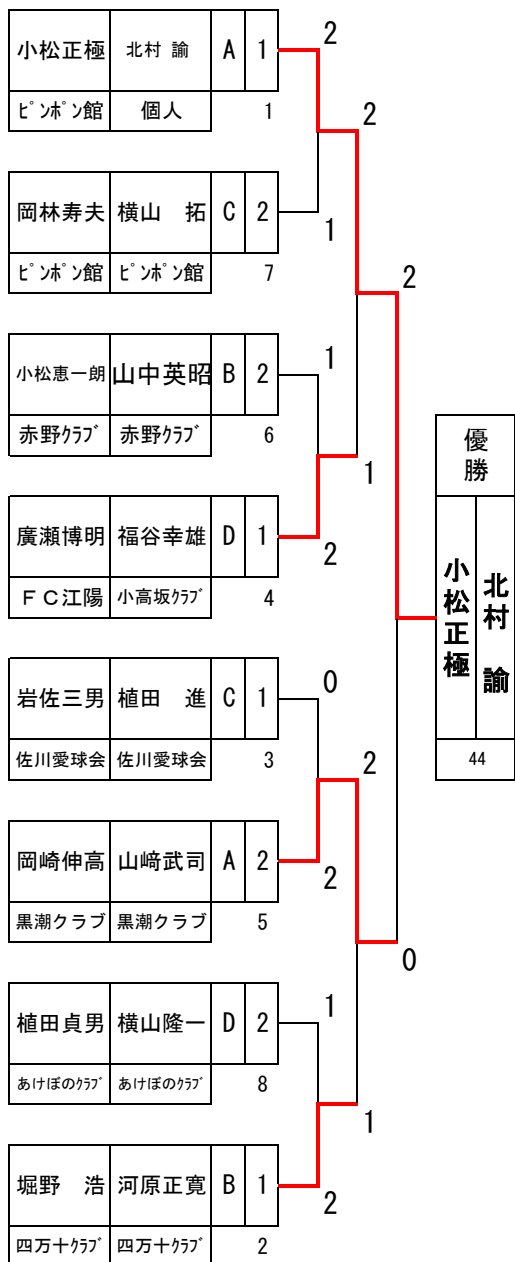 小松正極 北村 諭 A 1
ピンポン館 個人 1
2
2
岡林寿夫 横山 拓 C 2
ピンポン館 ピンポン館 7
1
2
小松恵一朗 山中英昭 B 2
赤野クラブ 赤野クラブ 6
1
1
廣瀬博明 福谷幸雄 D 1
FC江陽 小高坂クラブ 4
2
優勝
小松正極
北村 諭
44
岩佐三男 植田 進 C 1
佐川愛球会 佐川愛球会 3
0
2
岡崎伸高 山﨑武司 A 2
黒潮クラブ 黒潮クラブ 5
2
0
植田貞男 横山隆一 D 2
あけぼのクラブ あけぼのクラブ 8
1
1
堀野 浩 河原正寛 B 1
四万十クラブ 四万十クラブ 2
2